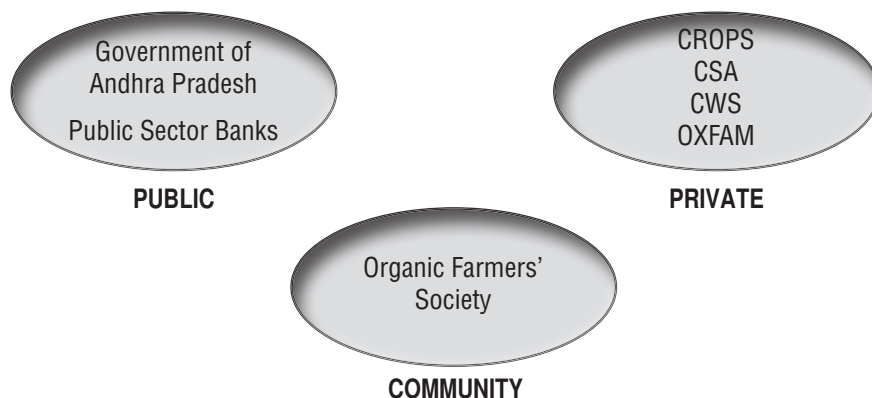 Government of
Andhra Pradesh
Public Sector Banks
PUBLIC
CROPS
CSA
CWS
OXFAM
PRIVATE
Organic Farmers’
Society
COMMUNITY